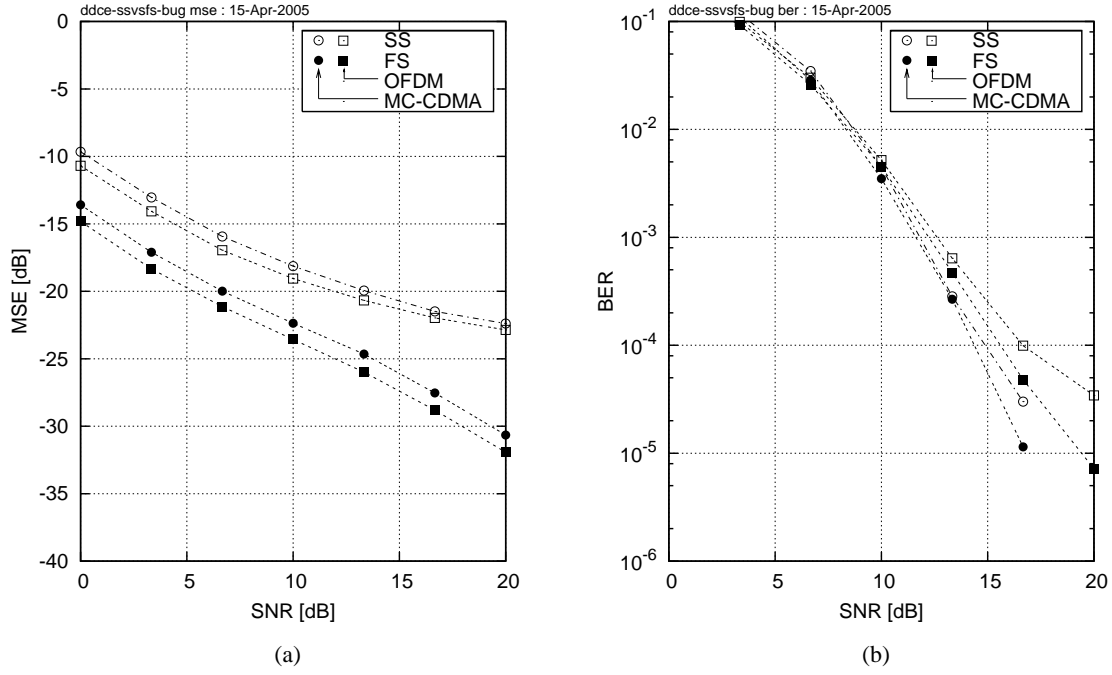 ddce-ssvsfs-bug mse : 15-Apr-2005
0
-5
-10
-15
-20
-25
-30
-35
-40
MSE [dB]
0
5
10
15
20
SNR [dB]
SS
FS
OFDM
MC-CDMA
(a)
ddce-ssvsfs-bug ber : 15-Apr-2005
10-1
10-2
10-3
10-4
10-5
10-6
BER
0
5
10
15
20
SNR [dB]
SS
FS
OFDM
MC-CDMA
(b)